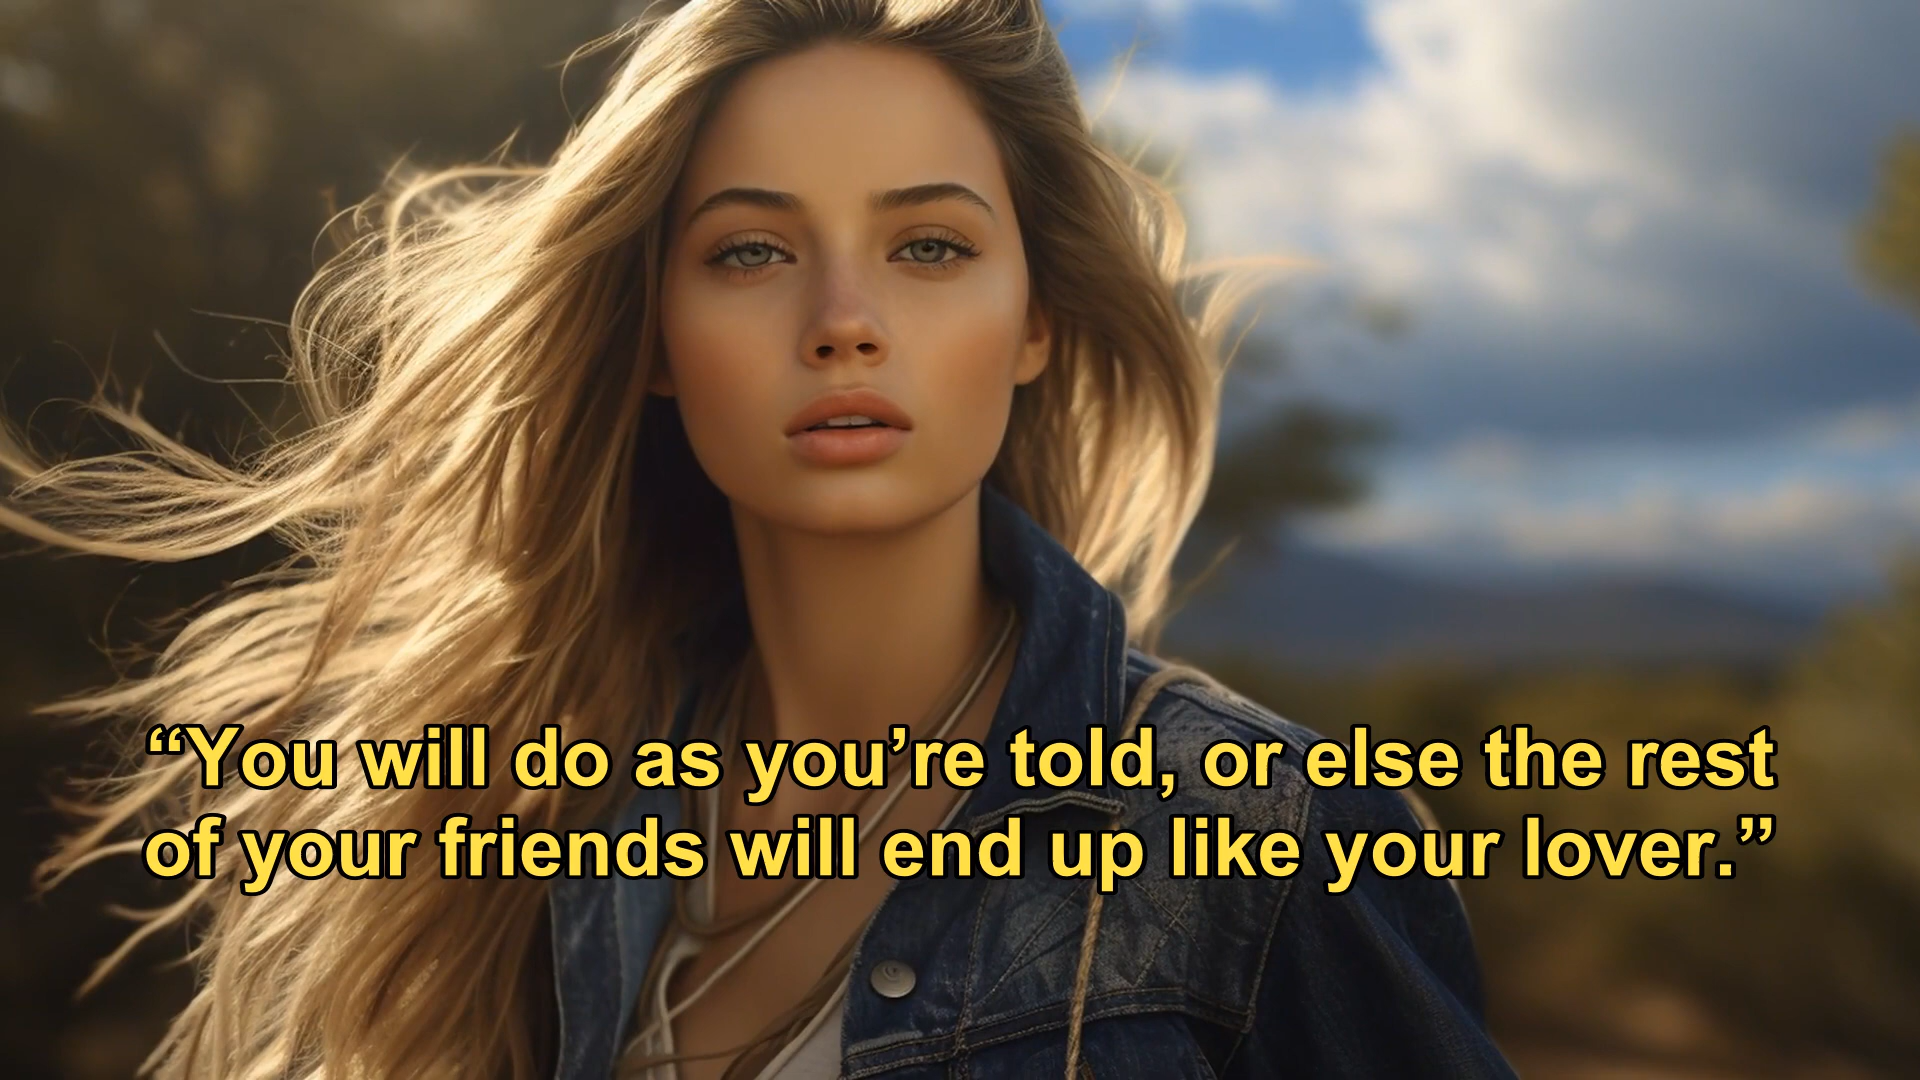 “You will do as you’re told, or else the rest
of your friends will end up like your lover.”